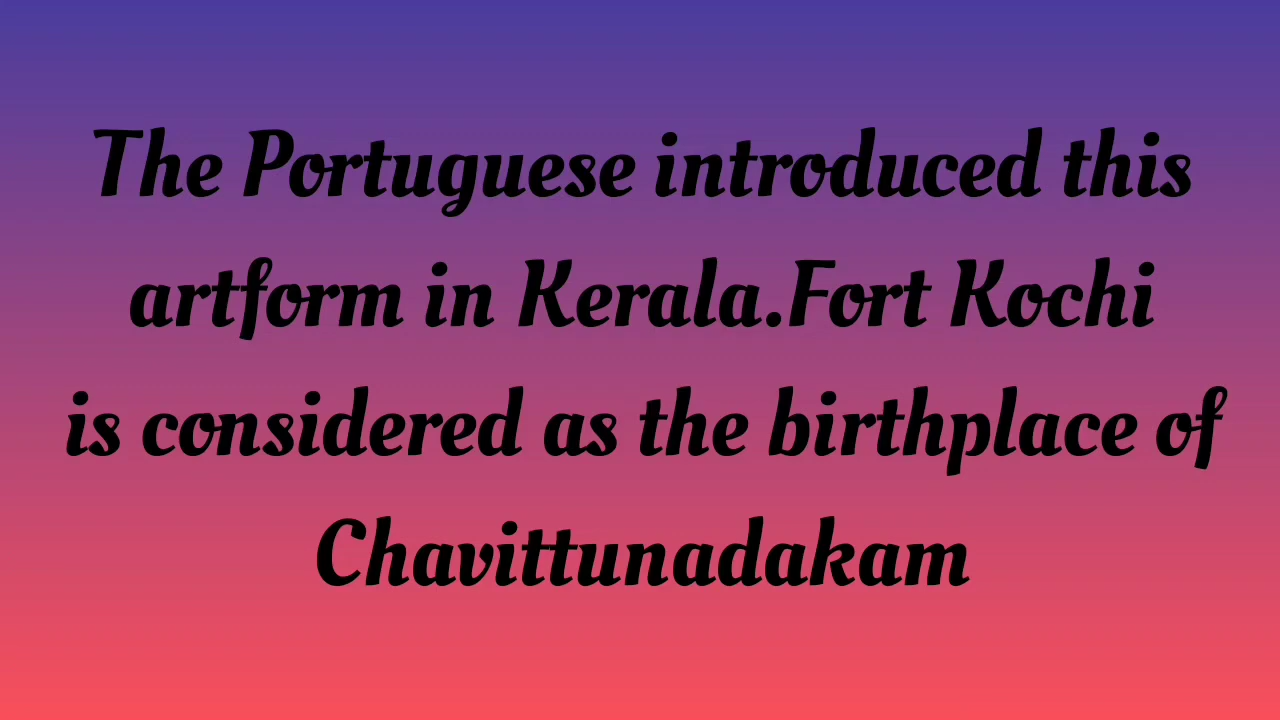 The Portuguese introduced this
artform in Kerala.Fort Kochi
is considered as the birthplace of
Chavittunadakam